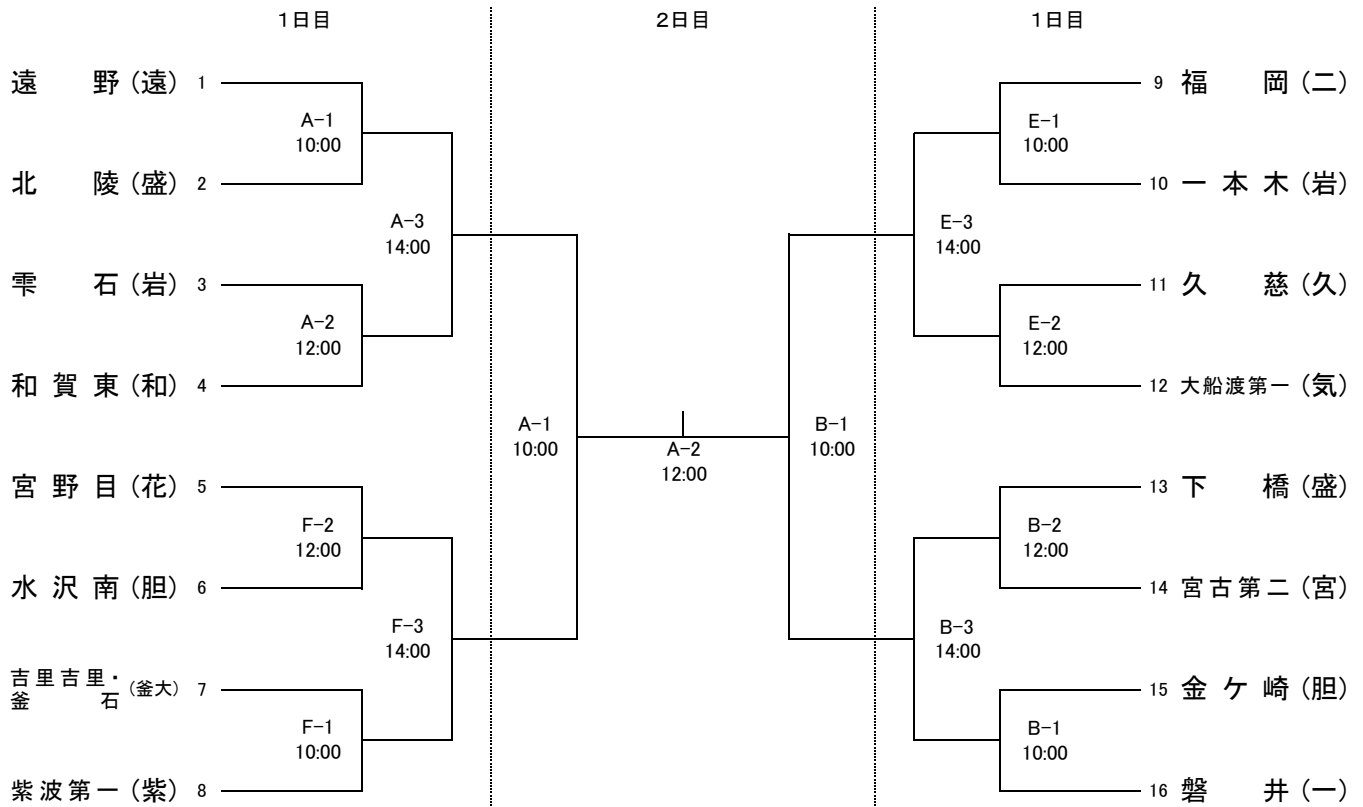 1日目 2日目 1日目
遠 野 (遠) 1
A-1
10:00
北 陵 (盛) 2
A-3
14:00
雫 石 (岩) 3
A-2
12:00
和 賀 東 (和) 4
宮 野 目 (花) 5
F-2
12:00
水 沢 南 (胆) 6
F-3
14:00
吉 里 吉 里・
釜 石 (釜大) 7
F-1
10:00
紫 波 第 一 (紫) 8
A-1
10:00
A-2
12:00
B-1
10:00
9 福 岡 (二)
E-1
10:00
10 一 本 木 (岩)
E-3
14:00
11 久 慈 (久)
E-2
12:00
12 大船渡第一 (気)
13 下 橋 (盛)
B-2
12:00
14 宮 古 第 二 (宮)
B-3
14:00
15 金 ケ 崎 (胆)
B-1
10:00
16 磐 井 (一)